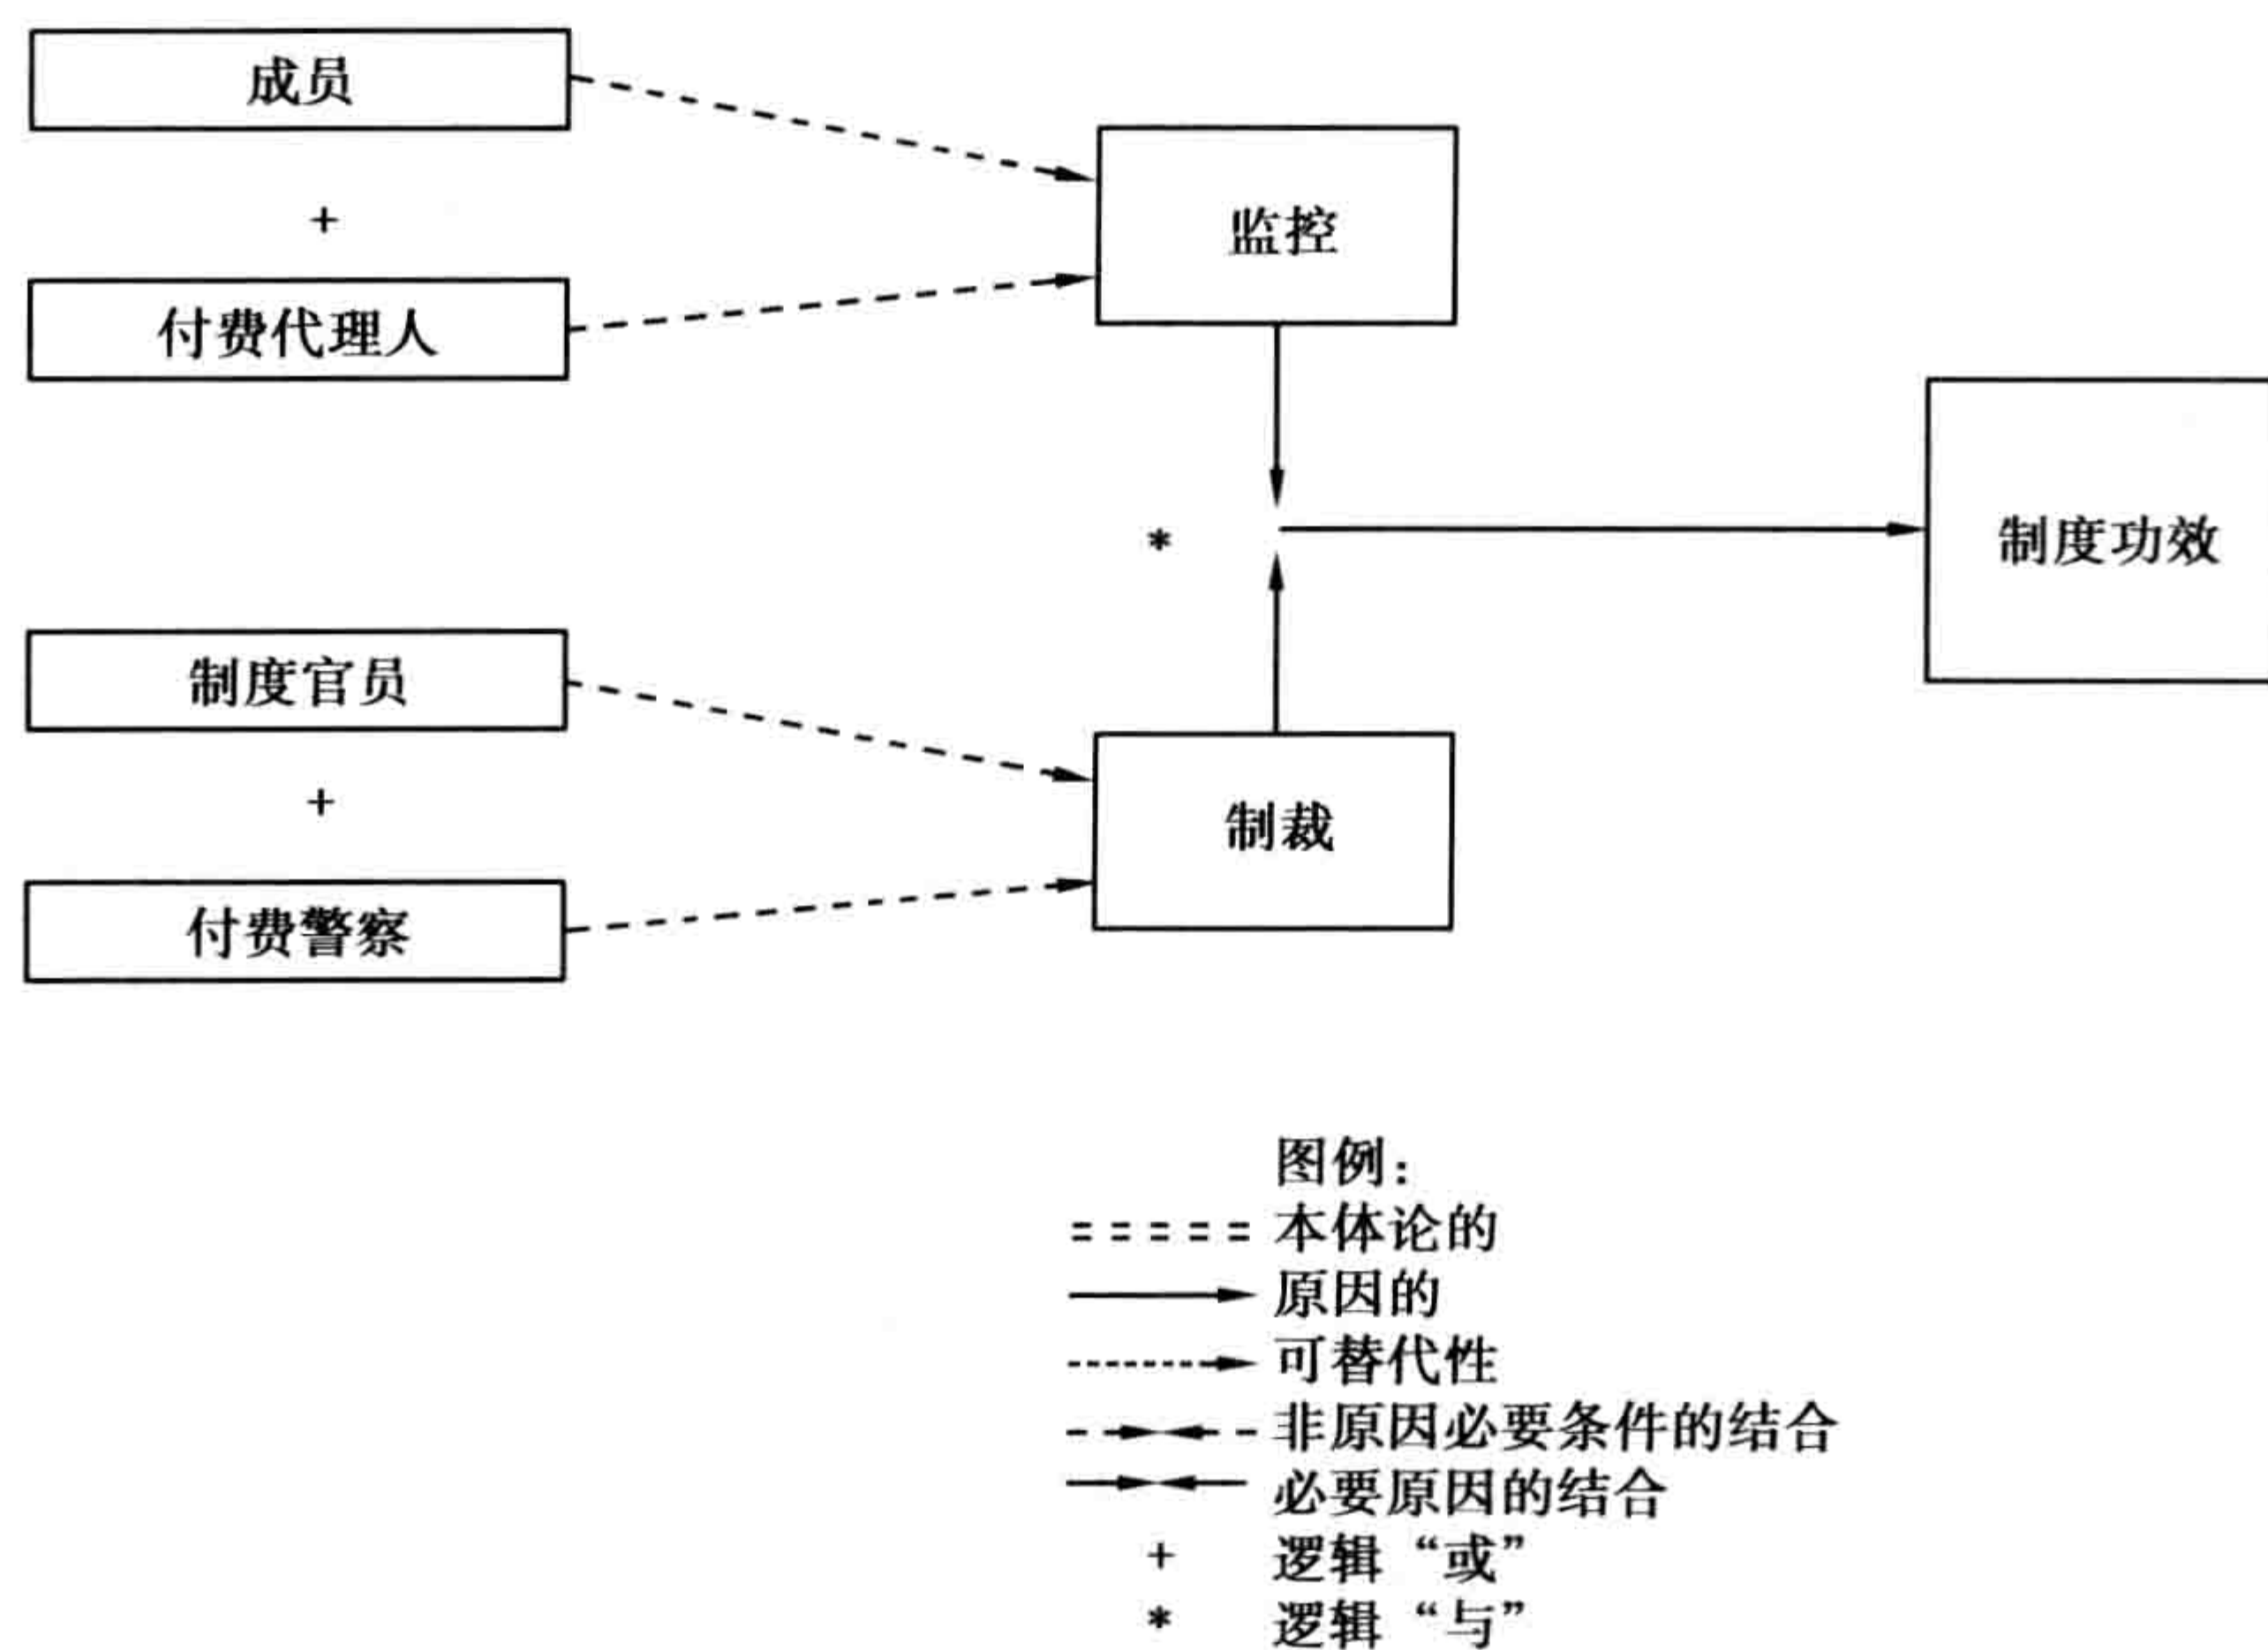 成员
+
付费代理人
监控
*
制度功效
制度官员
+
付费警察
制裁
图例：
本体论的
原因的
可替代性
非原因必要条件的结合
必要原因的结合
+ 逻辑“或”
* 逻辑“与”